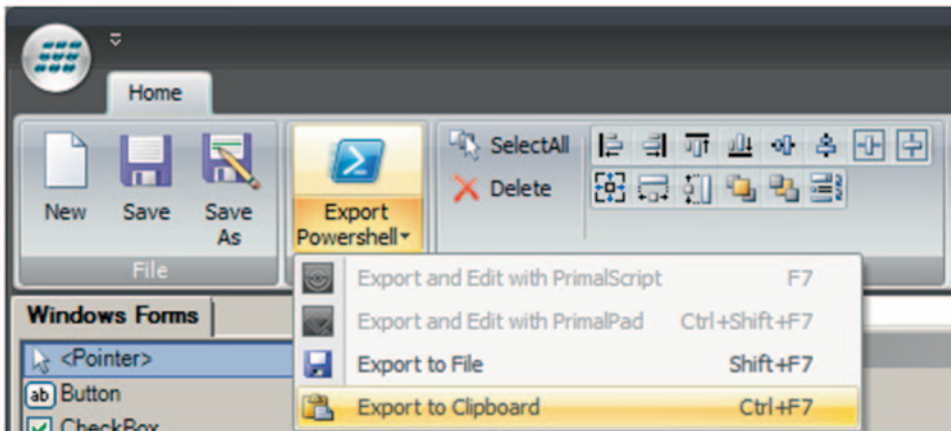 Home
SelectAll
Delete
New
Save
Save
As
Export
Powershell
File
Export and Edit with PrimalScript F7
Export and Edit with PrimalPad Ctrl+Shift+F7
Export to File Shift+F7
Export to Clipboard Ctrl+F7
Windows Forms
<Pointer>
ab Button
CheckBox